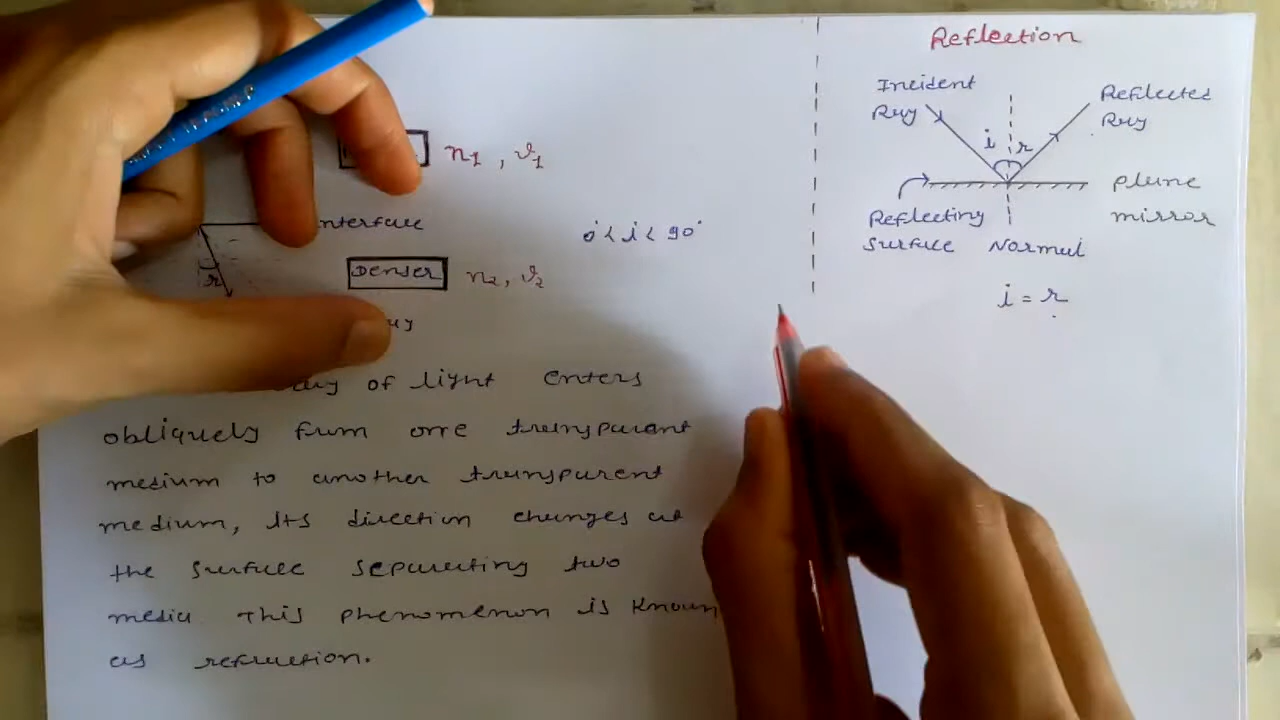 n1 , v1
interface
0° < i < 90°
Denser
n2, v2
r
of light enters
obliquely from one transparant
medium to another transparent
medium, its direction changes at
the surface separating two
media This phenomenon is known
as refraction.
Reflection
Incident
Ray
Reflected
Ray
i r
plane
mirror
Reflecting
Surface
Normal
i = r